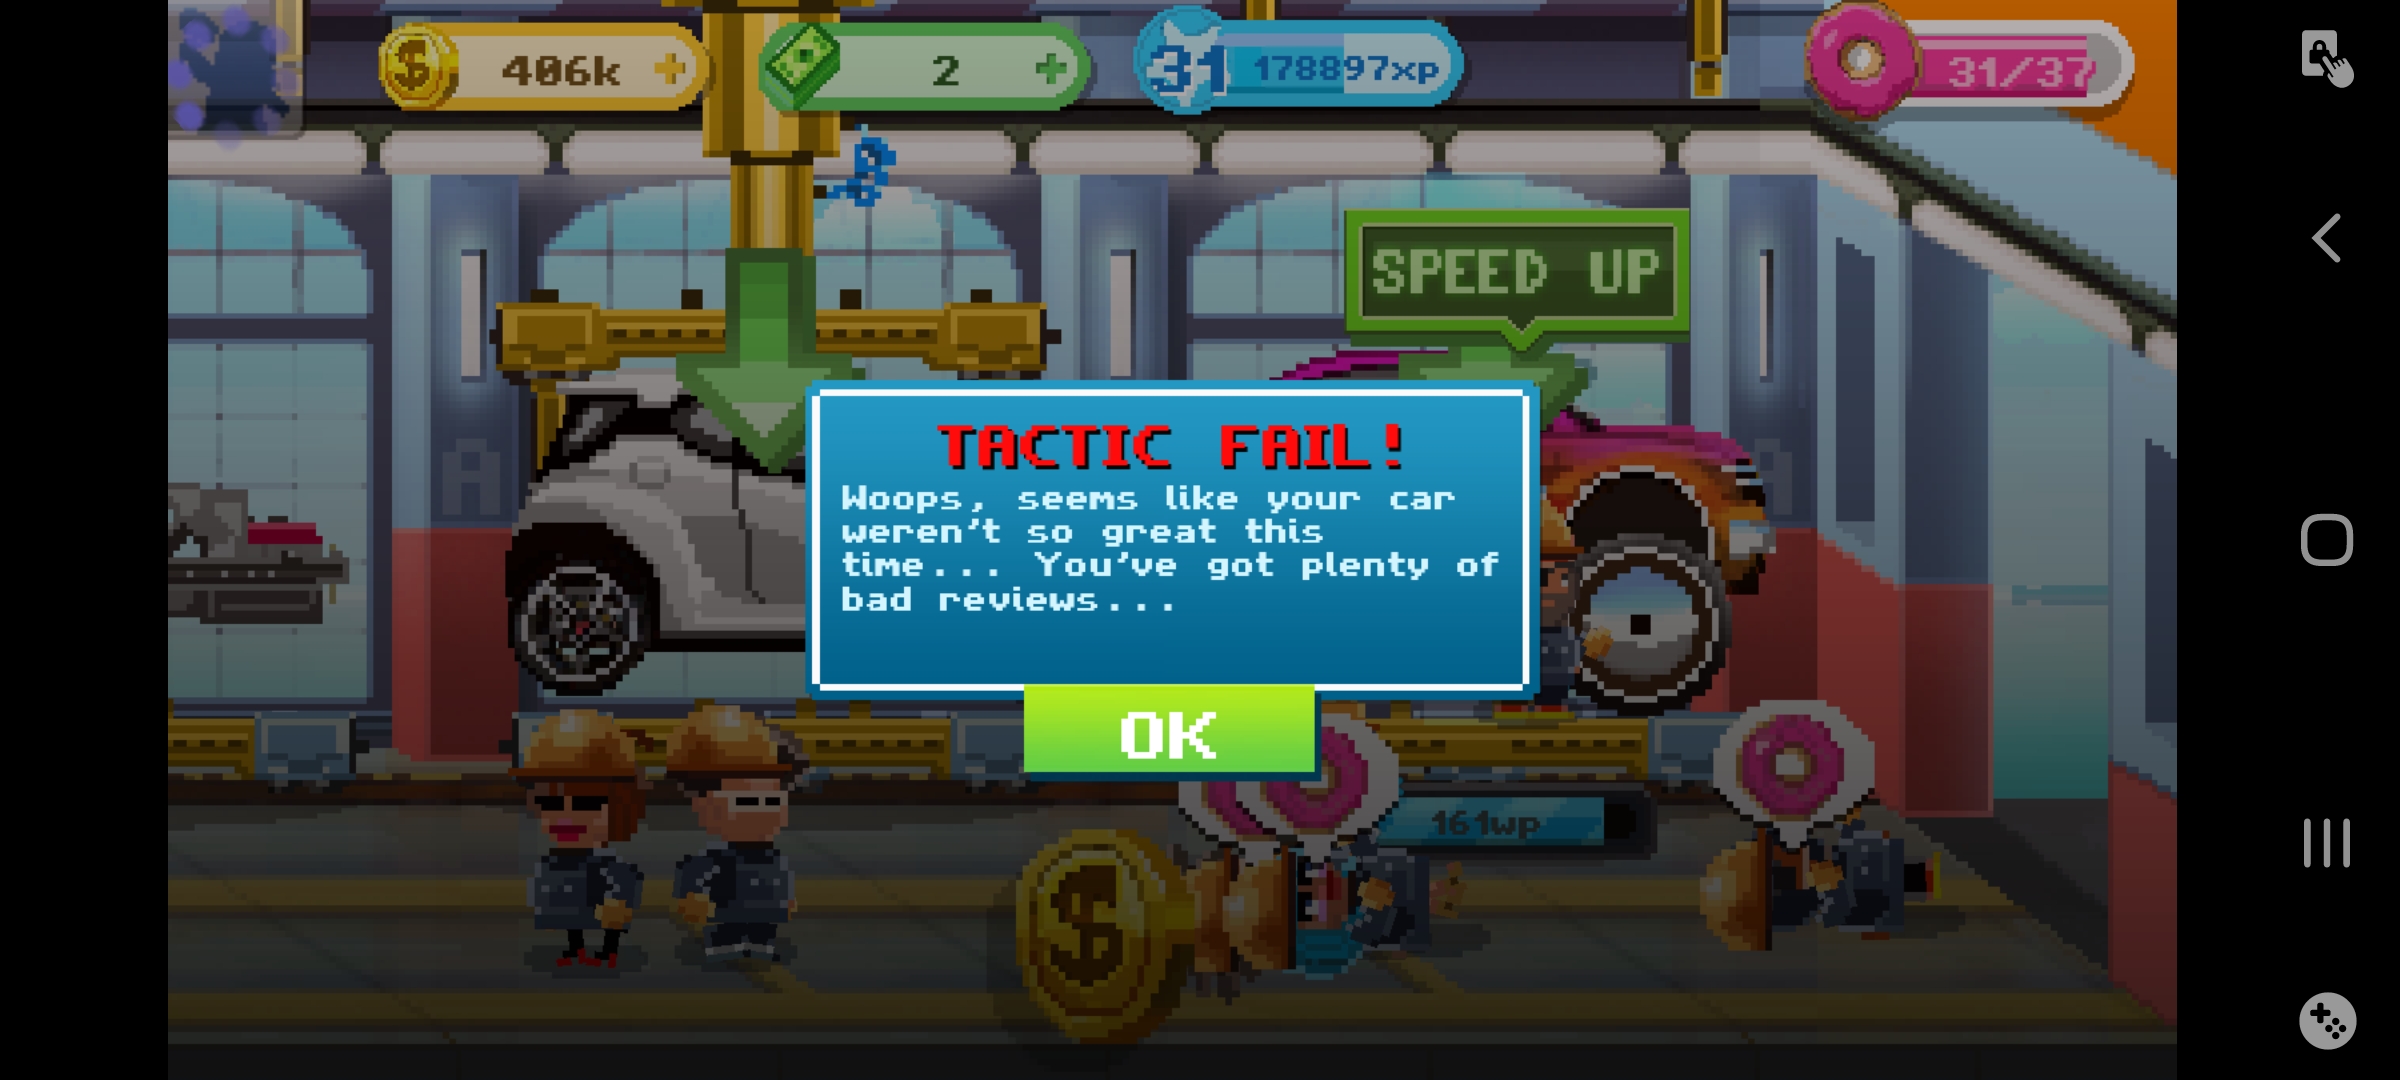 406k
2
31
178897xp
31/37
SPEED UP
TACTIC FAIL!
Woops, seems like your car
weren't so great this
time... You've got plenty of
bad reviews...
OK
161wp